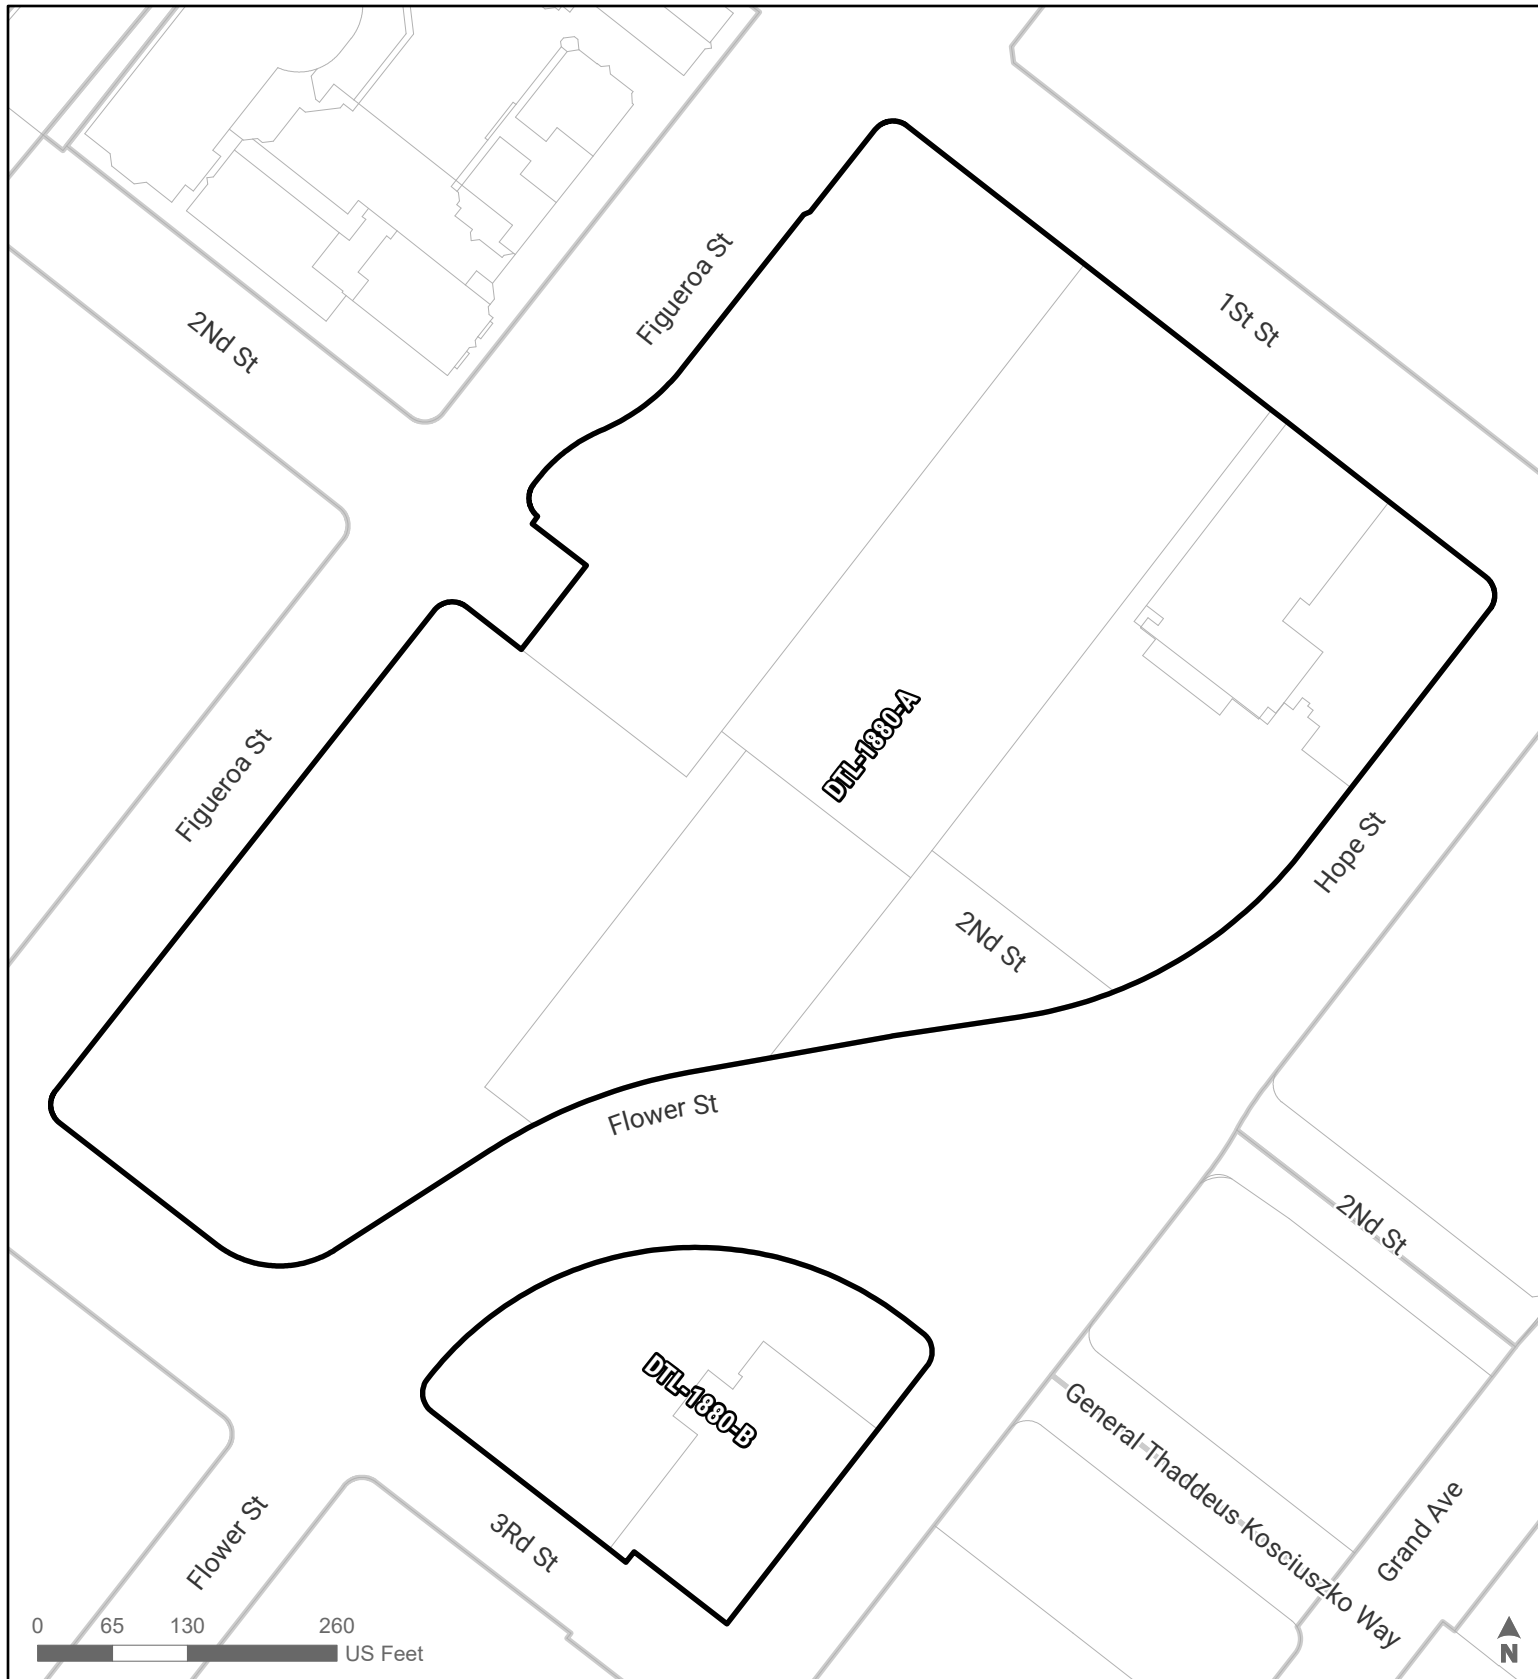 Figueroa St
1St St
2Nd St
DTL-1880-A
Figueroa St
Hope St
2Nd St
Flower St
2Nd St
DTL-1880-B
General Thaddeus Kosciuszko Way
Grand Ave
Flower St
3Rd St
0 65 130 260
US Feet
N